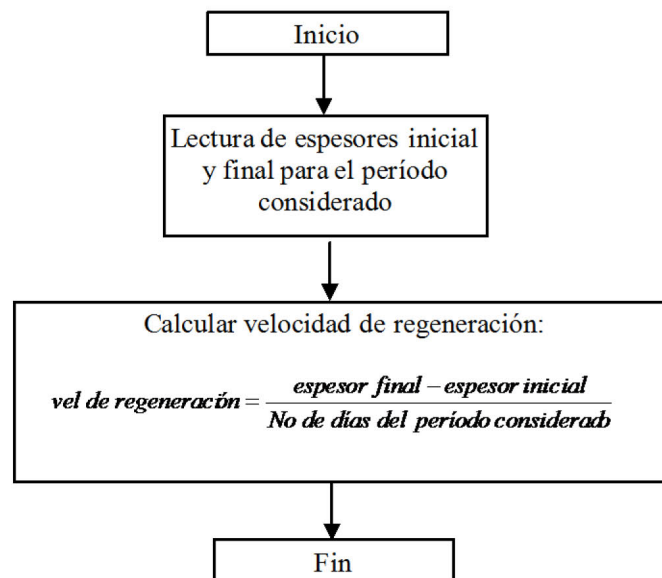 Inicio
Lectura de espesores inicial
y final para el período
considerado
Calcular velocidad de regeneración:
vel de regeneración = espesor final − espesor inicial
No de días del período considerado
Fin